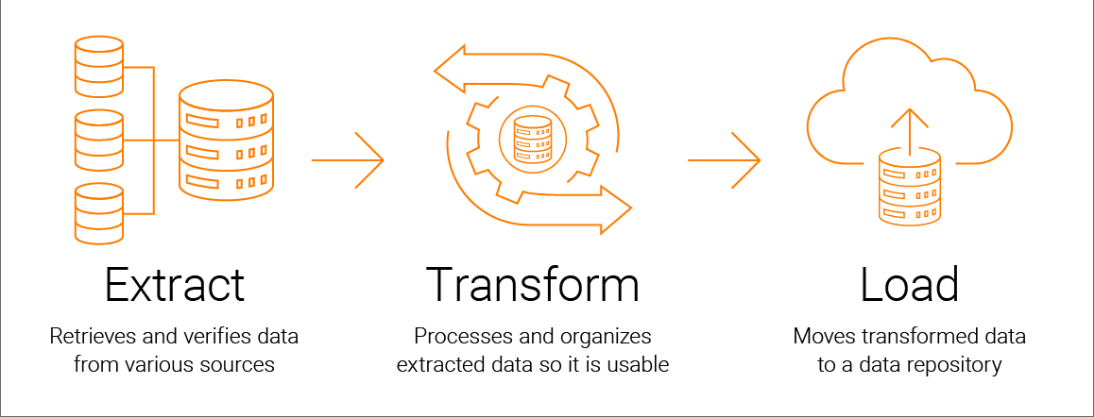 Extract
Retrieves and verifies data
from various sources
Transform
Processes and organizes
extracted data so it is usable
Load
Moves transformed data
to a data repository